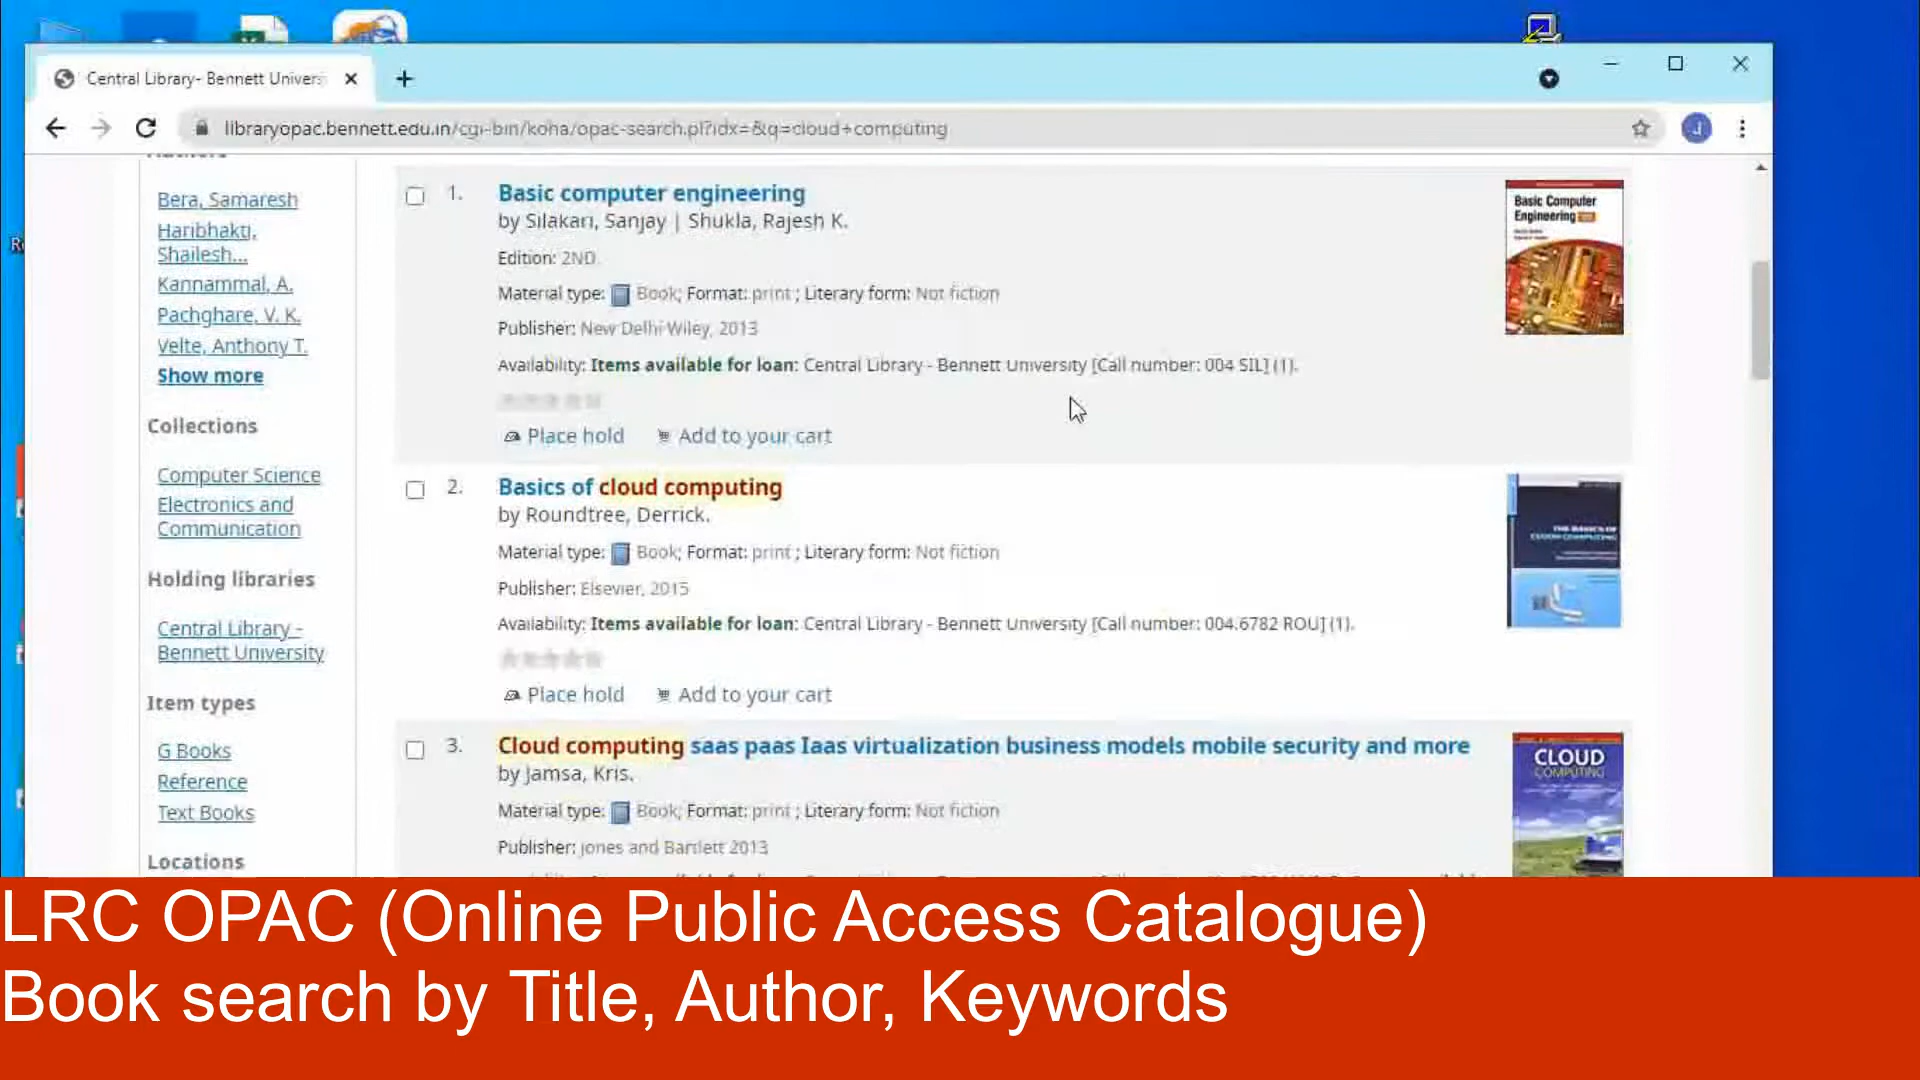 Central Library- Bennett Univers
libraryopac.bennett.edu.in/cgi-bin/koha/opac-search.pl?idx=&q=cloud+computing
J
Authors
Bera, Samaresh
Haribhakti,
Shailesh...
Kannammal, A.
Pachghare, V. K.
Velte, Anthony T.
Show more
Collections
Computer Science
Electronics and
Communication
Holding libraries
Central Library -
Bennett University
Item types
G Books
Reference
Text Books
Locations
1. Basic computer engineering
by Silakari, Sanjay | Shukla, Rajesh K.
Edition: 2ND
Material type: Book; Format: print ; Literary form: Not fiction
Publisher: New Delhi Wiley, 2013
Availability: Items available for loan: Central Library - Bennett University [Call number: 004 SIL] (1).
Place hold Add to your cart
Basic Computer
Engineering
2. Basics of cloud computing
by Roundtree, Derrick.
Material type: Book; Format: print ; Literary form: Not fiction
Publisher: Elsevier, 2015
Availability: Items available for loan: Central Library - Bennett University [Call number: 004.6782 ROU] (1).
Place hold Add to your cart
THE BASICS OF
CLOUD COMPUTING
3. Cloud computing saas paas Iaas virtualization business models mobile security and more
by Jamsa, Kris.
Material type: Book; Format: print ; Literary form: Not fiction
Publisher: jones and Bartlett 2013
CLOUD
COMPUTING
LRC OPAC (Online Public Access Catalogue)
Book search by Title, Author, Keywords